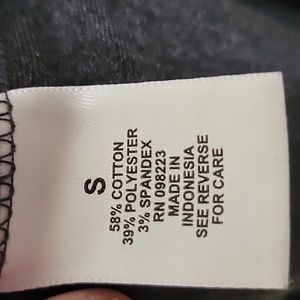 S
58% COTTON
39% POLYESTER
3% SPANDEX
RN 098223
MADE IN
INDONESIA
SEE REVERSE
FOR CARE